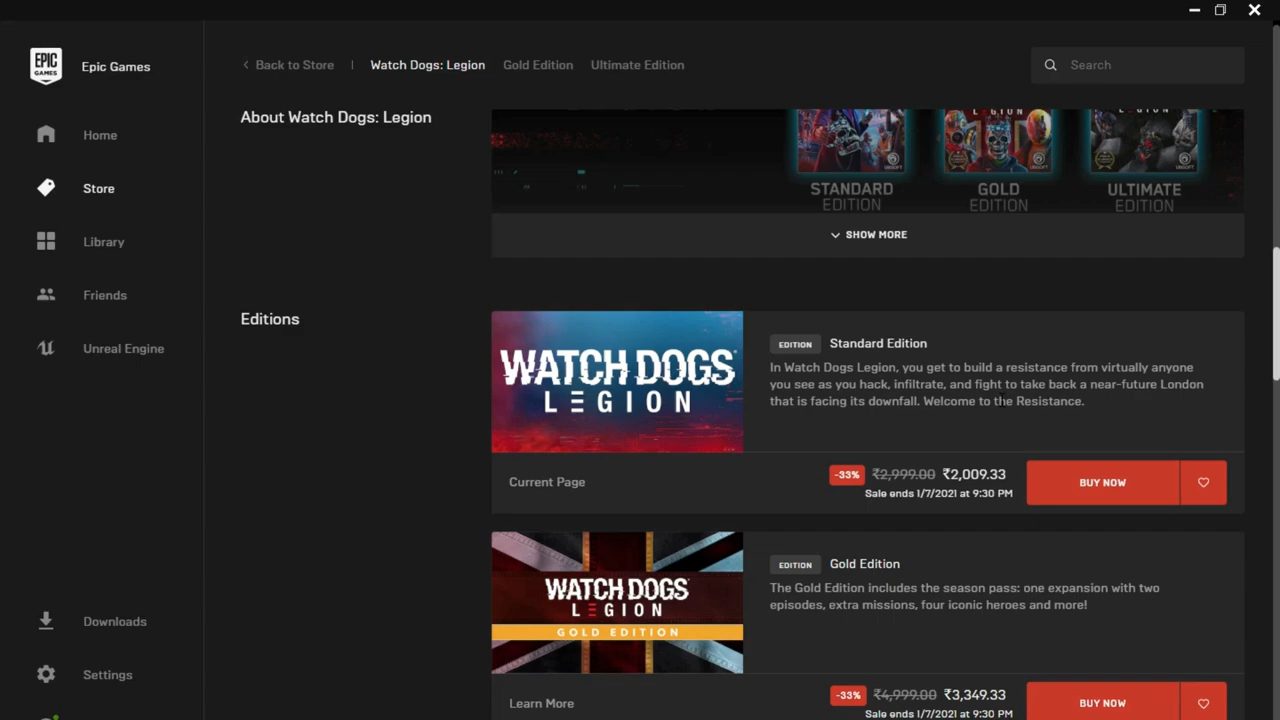 EPIC
GAMES
Epic Games
Home
Store
Library
Friends
Unreal Engine
Downloads
Settings
Back to Store
Watch Dogs: Legion
Gold Edition
Ultimate Edition
Search
About Watch Dogs: Legion
LEGION
UBISOFT
UBISOFT
UBISOFT
STANDARD
EDITION
GOLD
EDITION
ULTIMATE
EDITION
SHOW MORE
Editions
WATCH DOGS
LEGION
EDITION Standard Edition
In Watch Dogs Legion, you get to build a resistance from virtually anyone
you see as you hack, infiltrate, and fight to take back a near-future London
that is facing its downfall. Welcome to the Resistance.
Current Page
-33% ₹2,999.00 ₹2,009.33
Sale ends 1/7/2021 at 9:30 PM
BUY NOW
WATCH DOGS
LEGION
GOLD EDITION
EDITION Gold Edition
The Gold Edition includes the season pass: one expansion with two
episodes, extra missions, four iconic heroes and more!
Learn More
-33% ₹4,999.00 ₹3,349.33
Sale ends 1/7/2021 at 9:30 PM
BUY NOW